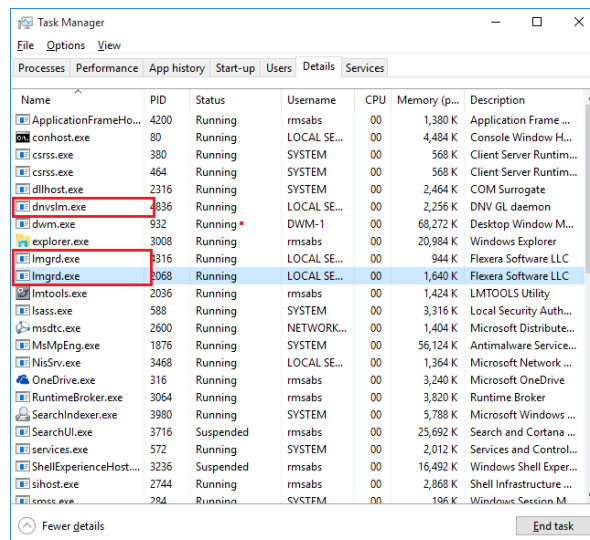 Task Manager
File Options View
Processes Performance App history Start-up Users Details Services
Name PID Status Username CPU Memory (p... Description
ApplicationFrameHo... 4200 Running rmsabs 00 1,380 K Application Frame ...
conhost.exe 80 Running LOCAL SE... 00 4,484 K Console Window H...
csrss.exe 380 Running SYSTEM 00 568 K Client Server Runtim...
csrss.exe 464 Running SYSTEM 00 568 K Client Server Runtim...
dllhost.exe 2316 Running SYSTEM 00 2,464 K COM Surrogate
dnvslm.exe 4836 Running LOCAL SE... 00 2,256 K DNV GL daemon
dwm.exe 932 Running DWM-1 00 68,272 K Desktop Window M...
explorer.exe 3008 Running rmsabs 00 20,984 K Windows Explorer
lmgrd.exe 4316 Running LOCAL SE... 00 944 K Flexera Software LLC
lmgrd.exe 2068 Running LOCAL SE... 00 1,640 K Flexera Software LLC
lmtools.exe 2036 Running rmsabs 00 1,424 K LMTOOLS Utility
lsass.exe 588 Running SYSTEM 00 3,316 K Local Security Auth...
msdtc.exe 2600 Running NETWORK... 00 1,404 K Microsoft Distribute...
MsMpEng.exe 1876 Running SYSTEM 00 56,124 K Antimalware Service...
NisSrv.exe 3468 Running LOCAL SE... 00 1,364 K Microsoft Network ...
OneDrive.exe 316 Running rmsabs 00 3,240 K Microsoft OneDrive
RuntimeBroker.exe 3064 Running rmsabs 00 3,820 K Runtime Broker
SearchIndexer.exe 3980 Running SYSTEM 00 5,788 K Microsoft Windows ...
SearchUI.exe 3716 Suspended rmsabs 00 25,692 K Search and Cortana ...
services.exe 572 Running SYSTEM 00 2,012 K Services and Control...
ShellExperienceHost.... 3236 Suspended rmsabs 00 16,492 K Windows Shell Exper...
sihost.exe 2744 Running rmsabs 00 2,868 K Shell Infrastructure ...
smss.exe 284 Running SYSTEM 00 196 K Windows Session M...
Fewer details End task